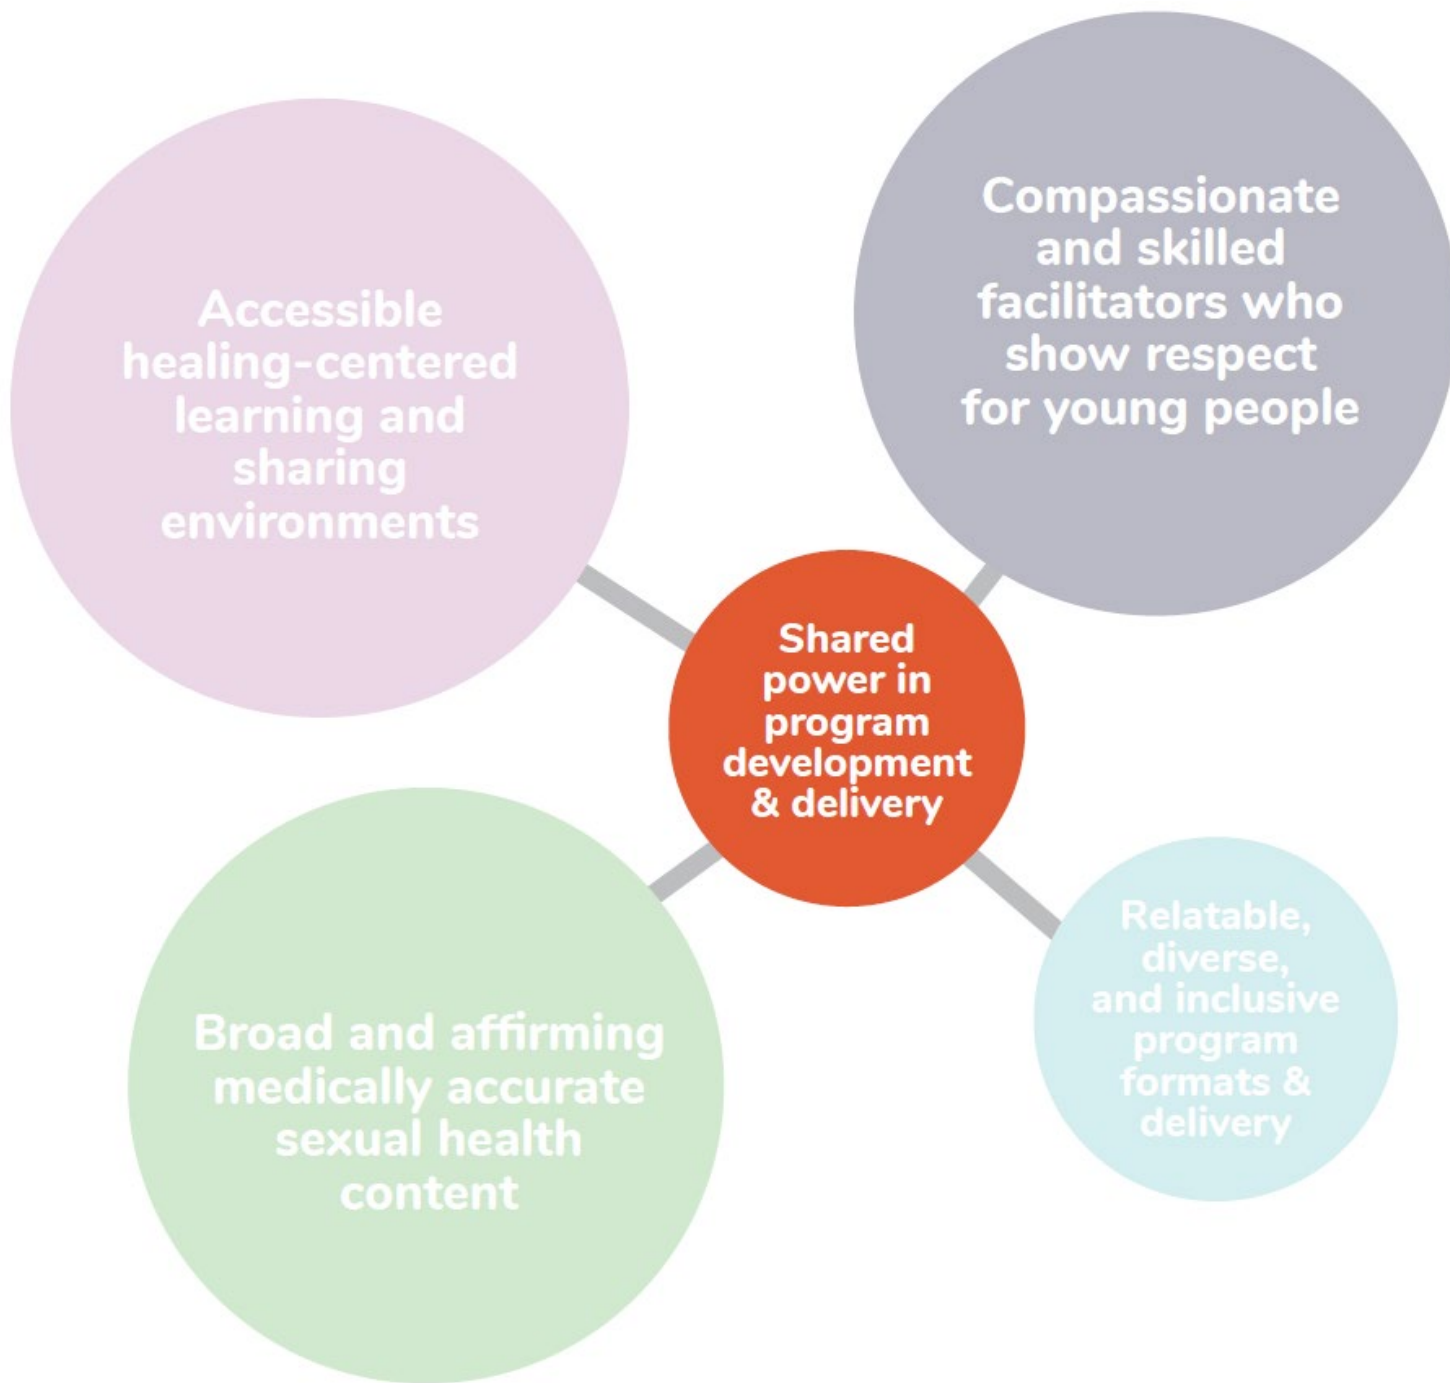 Accessible
healing-centered
learning and
sharing
environments
Compassionate
and skilled
facilitators who
show respect
for young people
Shared
power in
program
development
& delivery
Broad and affirming
medically accurate
sexual health
content
Relatable,
diverse,
and inclusive
program
formats &
delivery